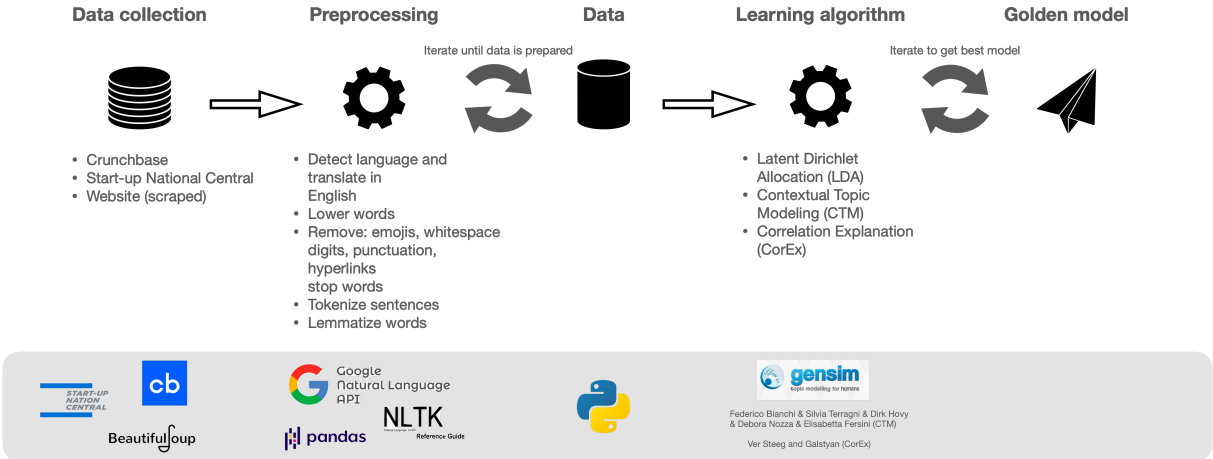 Data collection
Preprocessing
Data
Learning algorithm
Golden model
Iterate until data is prepared
Iterate to get best model
• Crunchbase
• Start-up National Central
• Website (scraped)
• Detect language and
translate in
English
• Lower words
• Remove: emojis, whitespace
digits, punctuation,
hyperlinks
stop words
• Tokenize sentences
• Lemmatize words
• Latent Dirichlet
Allocation (LDA)
• Contextual Topic
Modeling (CTM)
• Correlation Explanation
(CorEx)
START-UP
NATION
CENTRAL
cb
BeautifulSoup
Google
Natural Language
API
NLTK
Natural Language Toolkit
Reference Guide
pandas
gensim
topic modelling for humans
Federico Bianchi & Silvia Terragni & Dirk Hovy
& Debora Nozza & Elisabetta Fersini (CTM)
Ver Steeg and Galstyan (CorEx)